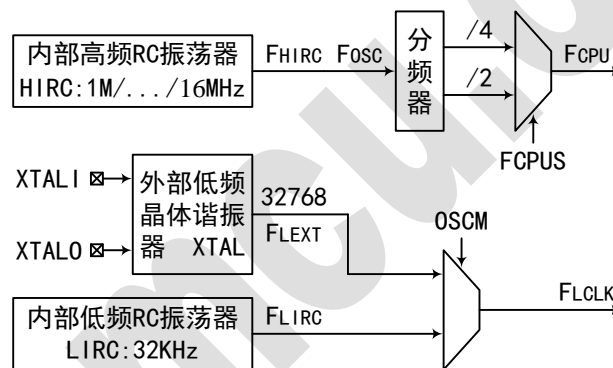 内部高频RC振荡器
HIRC:1M/.../16MHz
FHIRC FOSC
分频器
/4
/2
FCPU
FCPUS
XTALI
XTALO
外部低频
晶体谐振
器 XTAL
32768
FLEXT
OSCM
内部低频RC振荡器
LIRC:32KHz
FLIRC
FLCLK